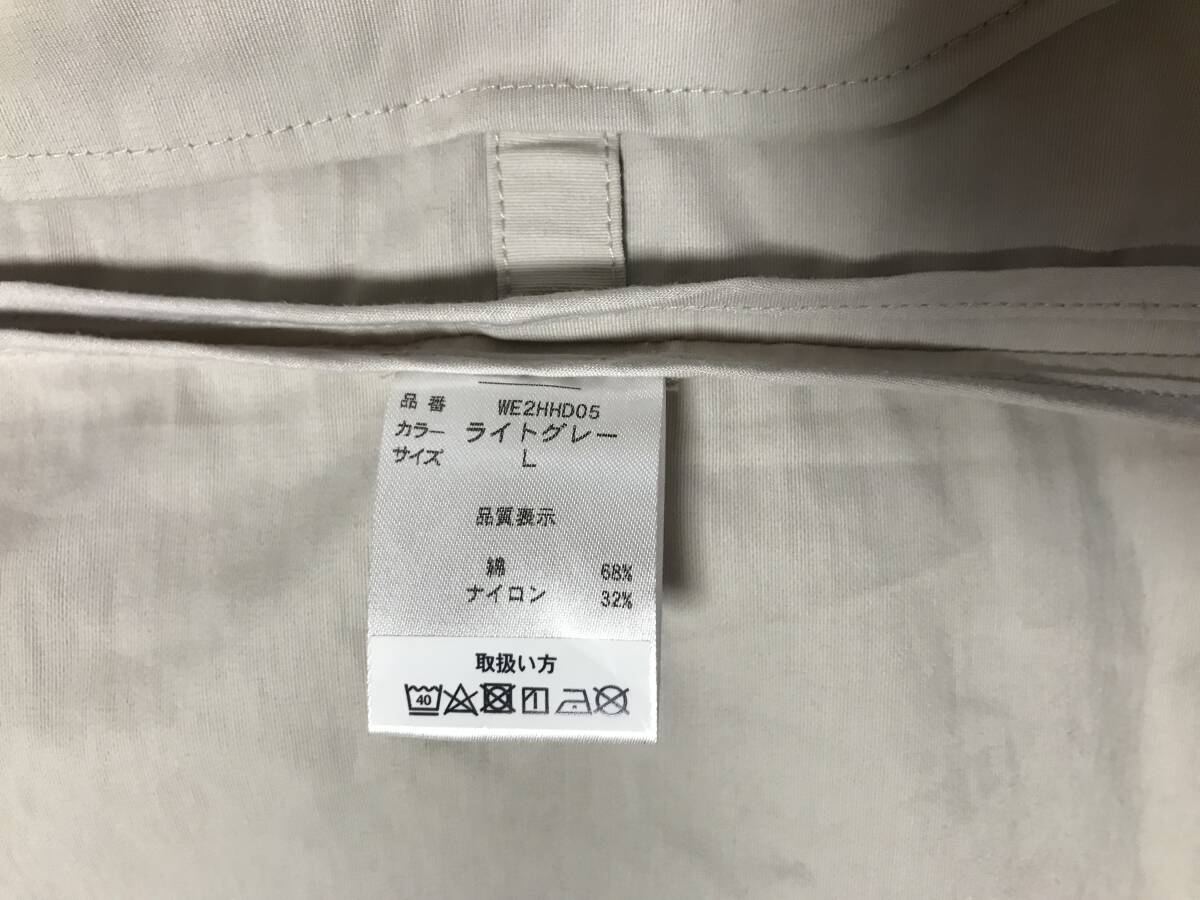 品番 WE2HHD05
カラー ライトグレー
サイズ L
品質表示
綿 68%
ナイロン 32%
取扱い方
40